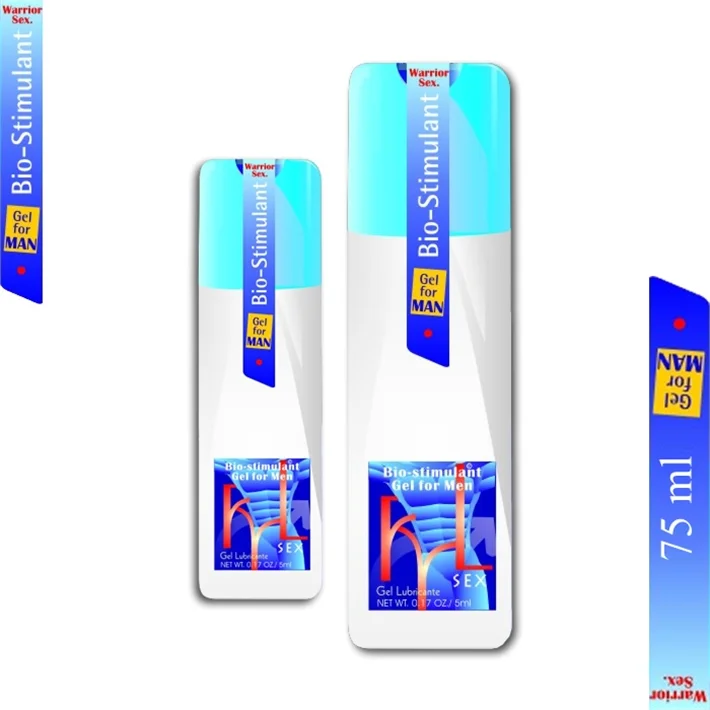 Warrior
Sex.
Bio-Stimulant
Gel
for
MAN
Warrior
Sex.
Bio-Stimulant
Gel
for
MAN
Bio-stimulant
Gel for Men
SEX
Gel Lubricante
NET WT. 0.17 OZ./ 5ml
Warrior
Sex.
Bio-Stimulant
Gel
for
MAN
Bio-stimulant
Gel for Men
SEX
Gel Lubricante
NET WT. 0.17 OZ./ 5ml
Gel
for
MAN
75 ml
Warrior
Sex.